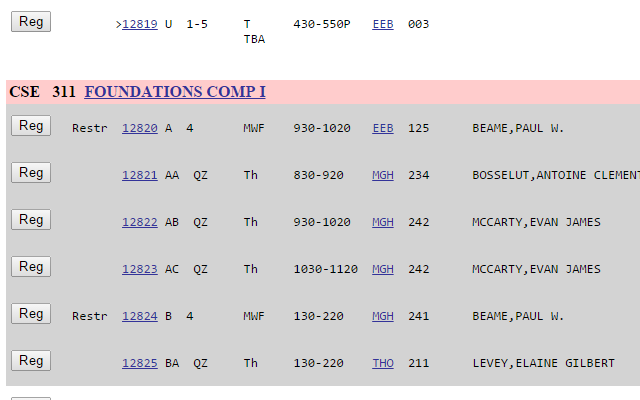 Reg >12819 U 1-5 T 430-550P EEB 003
TBA
CSE 311 FOUNDATIONS COMP I
Reg Restr 12820 A 4 MWF 930-1020 EEB 125 BEAME,PAUL W.
Reg 12821 AA QZ Th 830-920 MGH 234 BOSSELUT,ANTOINE CLEMENT
Reg 12822 AB QZ Th 930-1020 MGH 242 MCCARTY,EVAN JAMES
Reg 12823 AC QZ Th 1030-1120 MGH 242 MCCARTY,EVAN JAMES
Reg Restr 12824 B 4 MWF 130-220 MGH 241 BEAME,PAUL W.
Reg 12825 BA QZ Th 130-220 THO 211 LEVEY,ELAINE GILBERT